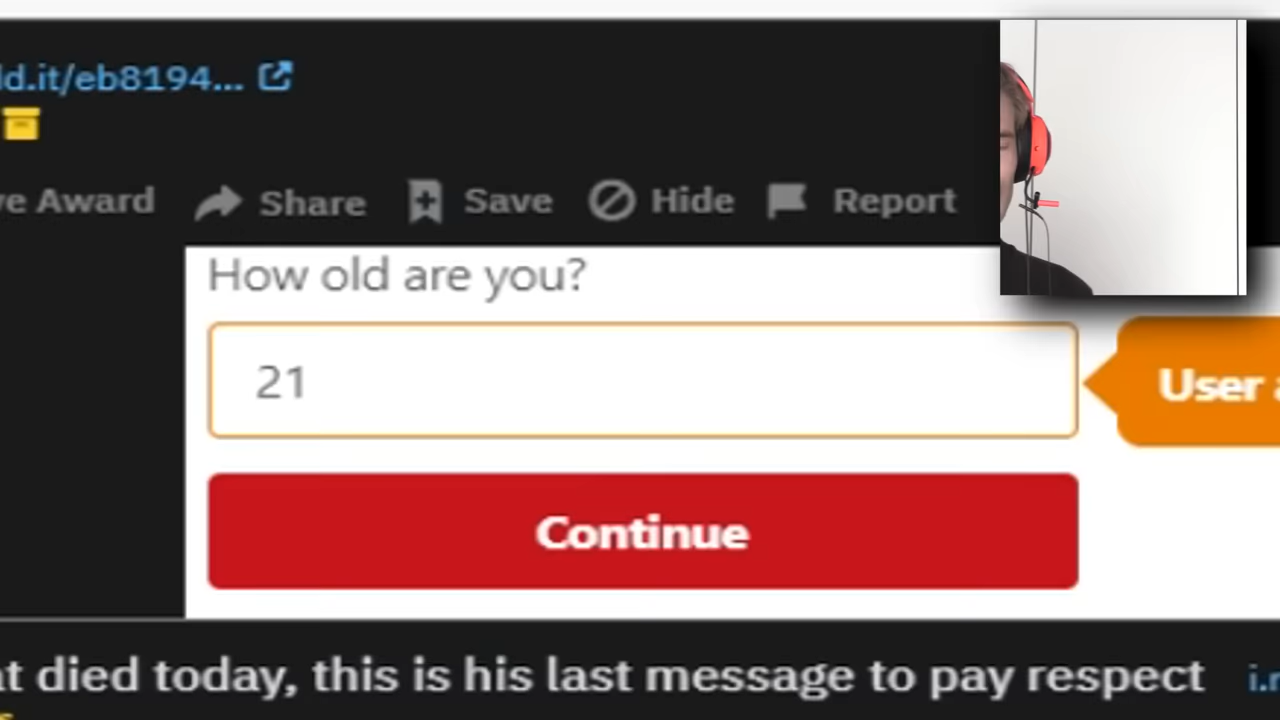 dd.it/eb8194...
ve Award Share Save Hide Report
How old are you?
21
User a
Continue
at died today, this is his last message to pay respect i.r